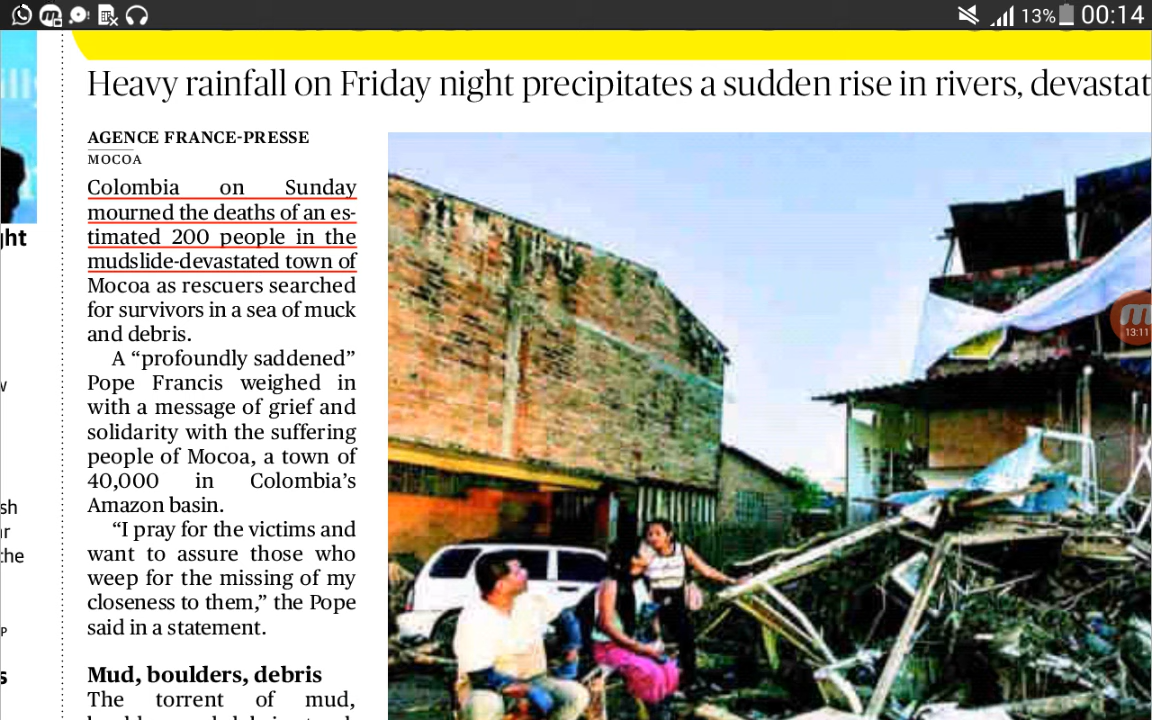 13% 00:14
Heavy rainfall on Friday night precipitates a sudden rise in rivers, devastat
AGENCE FRANCE-PRESSE
MOCOA
Colombia on Sunday
mourned the deaths of an es-
timated 200 people in the
mudslide-devastated town of
Mocoa as rescuers searched
for survivors in a sea of muck
and debris.
A “profoundly saddened”
Pope Francis weighed in
with a message of grief and
solidarity with the suffering
people of Mocoa, a town of
40,000 in Colombia’s
Amazon basin.
“I pray for the victims and
want to assure those who
weep for the missing of my
closeness to them,” the Pope
said in a statement.
Mud, boulders, debris
The torrent of mud,
13:11